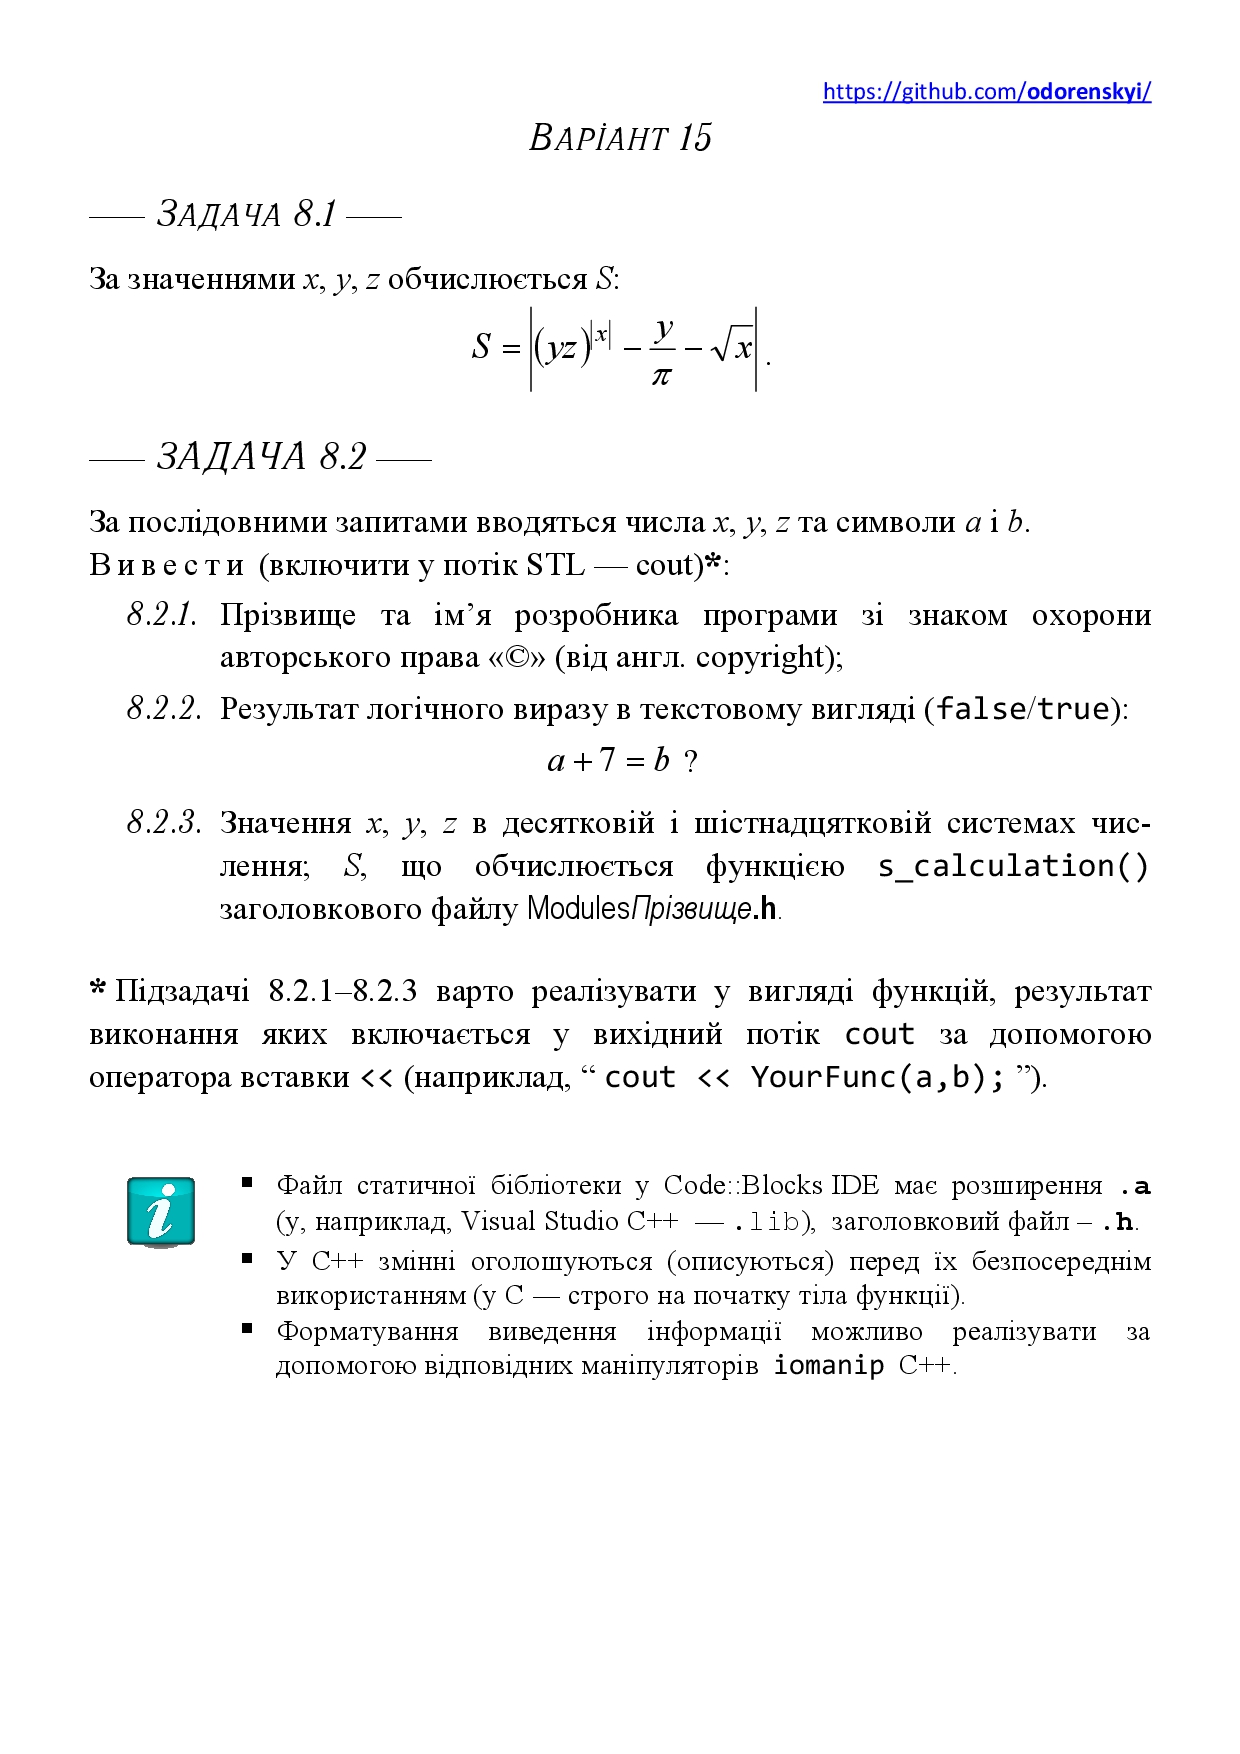 https://github.com/odorenskyi/
ВАРІАНТ 15
—— ЗАДАЧА 8.1 ——
За значеннями x, y, z обчислюється S:
S = |(yz)^|x| − y/π − √x| .
—— ЗАДАЧА 8.2 ——
За послідовними запитами вводяться числа x, y, z та символи a і b.
Вивести (включити у потік STL — cout)*:
8.2.1. Прізвище та ім’я розробника програми зі знаком охорони
авторського права «©» (від англ. copyright);
8.2.2. Результат логічного виразу в текстовому вигляді (false/true):
a + 7 = b ?
8.2.3. Значення x, y, z в десятковій і шістнадцятковій системах чис-
лення; S, що обчислюється функцією s_calculation()
заголовкового файлу ModulesПрізвище.h.
* Підзадачі 8.2.1–8.2.3 варто реалізувати у вигляді функцій, результат
виконання яких включається у вихідний потік cout за допомогою
оператора вставки << (наприклад, “ cout << YourFunc(a,b); ”).
i
▪ Файл статичної бібліотеки у Code::Blocks IDE має розширення .a
(у, наприклад, Visual Studio C++ — .lib), заголовковий файл – .h.
▪ У C++ змінні оголошуються (описуються) перед їх безпосереднім
використанням (у C — строго на початку тіла функції).
▪ Форматування виведення інформації можливо реалізувати за
допомогою відповідних маніпуляторів iomanip C++.